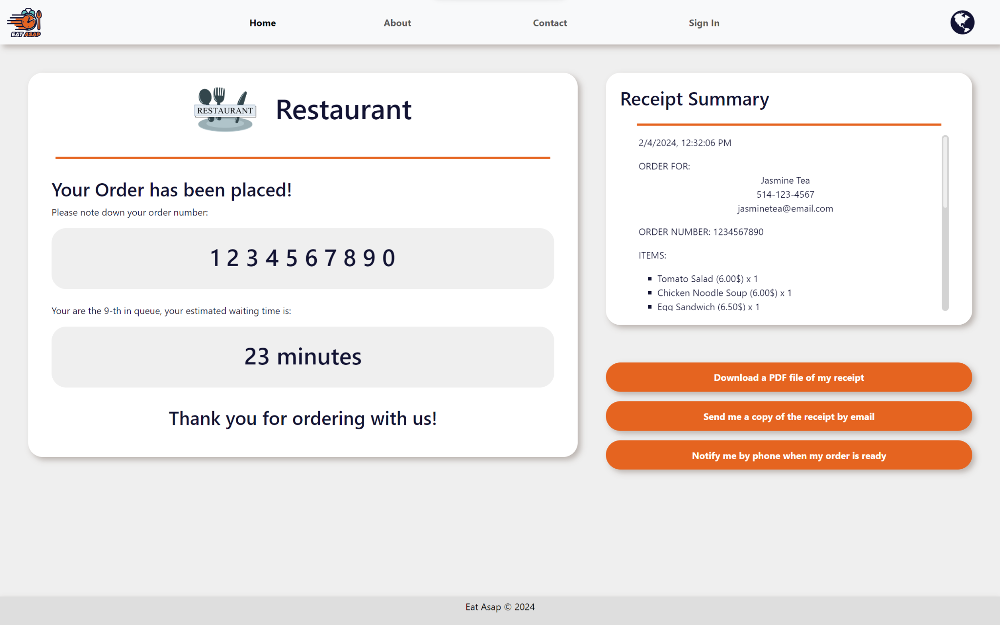 EAT ASAP
Home
About
Contact
Sign In
RESTAURANT
Restaurant
Your Order has been placed!
Please note down your order number:
1 2 3 4 5 6 7 8 9 0
Your are the 9-th in queue, your estimated waiting time is:
23 minutes
Thank you for ordering with us!
Receipt Summary
2/4/2024, 12:32:06 PM
ORDER FOR:
Jasmine Tea
514-123-4567
jasminetea@email.com
ORDER NUMBER: 1234567890
ITEMS:
Tomato Salad (6.00$) x 1
Chicken Noodle Soup (6.00$) x 1
Egg Sandwich (6.50$) x 1
Download a PDF file of my receipt
Send me a copy of the receipt by email
Notify me by phone when my order is ready
Eat Asap © 2024